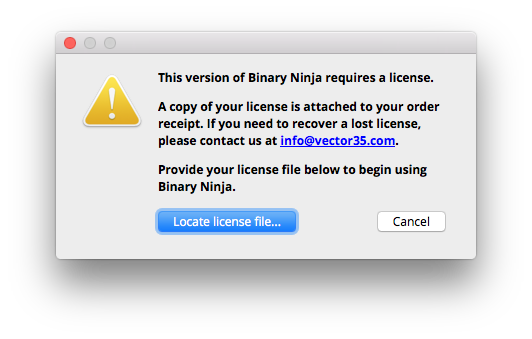 This version of Binary Ninja requires a license.
A copy of your license is attached to your order
receipt. If you need to recover a lost license,
please contact us at info@vector35.com.
Provide your license file below to begin using
Binary Ninja.
Locate license file...
Cancel